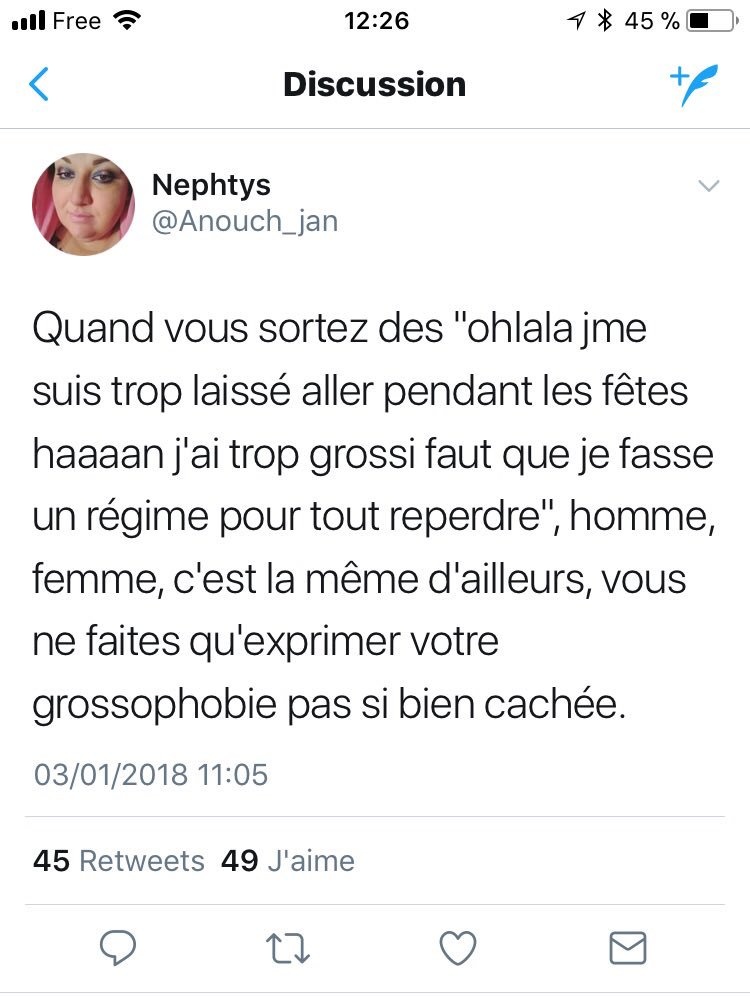 Free 12:26 45 %
Discussion
Nephtys
@Anouch_jan
Quand vous sortez des "ohlala jme
suis trop laissé aller pendant les fêtes
haaaan j'ai trop grossi faut que je fasse
un régime pour tout reperdre", homme,
femme, c'est la même d'ailleurs, vous
ne faites qu'exprimer votre
grossophobie pas si bien cachée.
03/01/2018 11:05
45 Retweets 49 J'aime